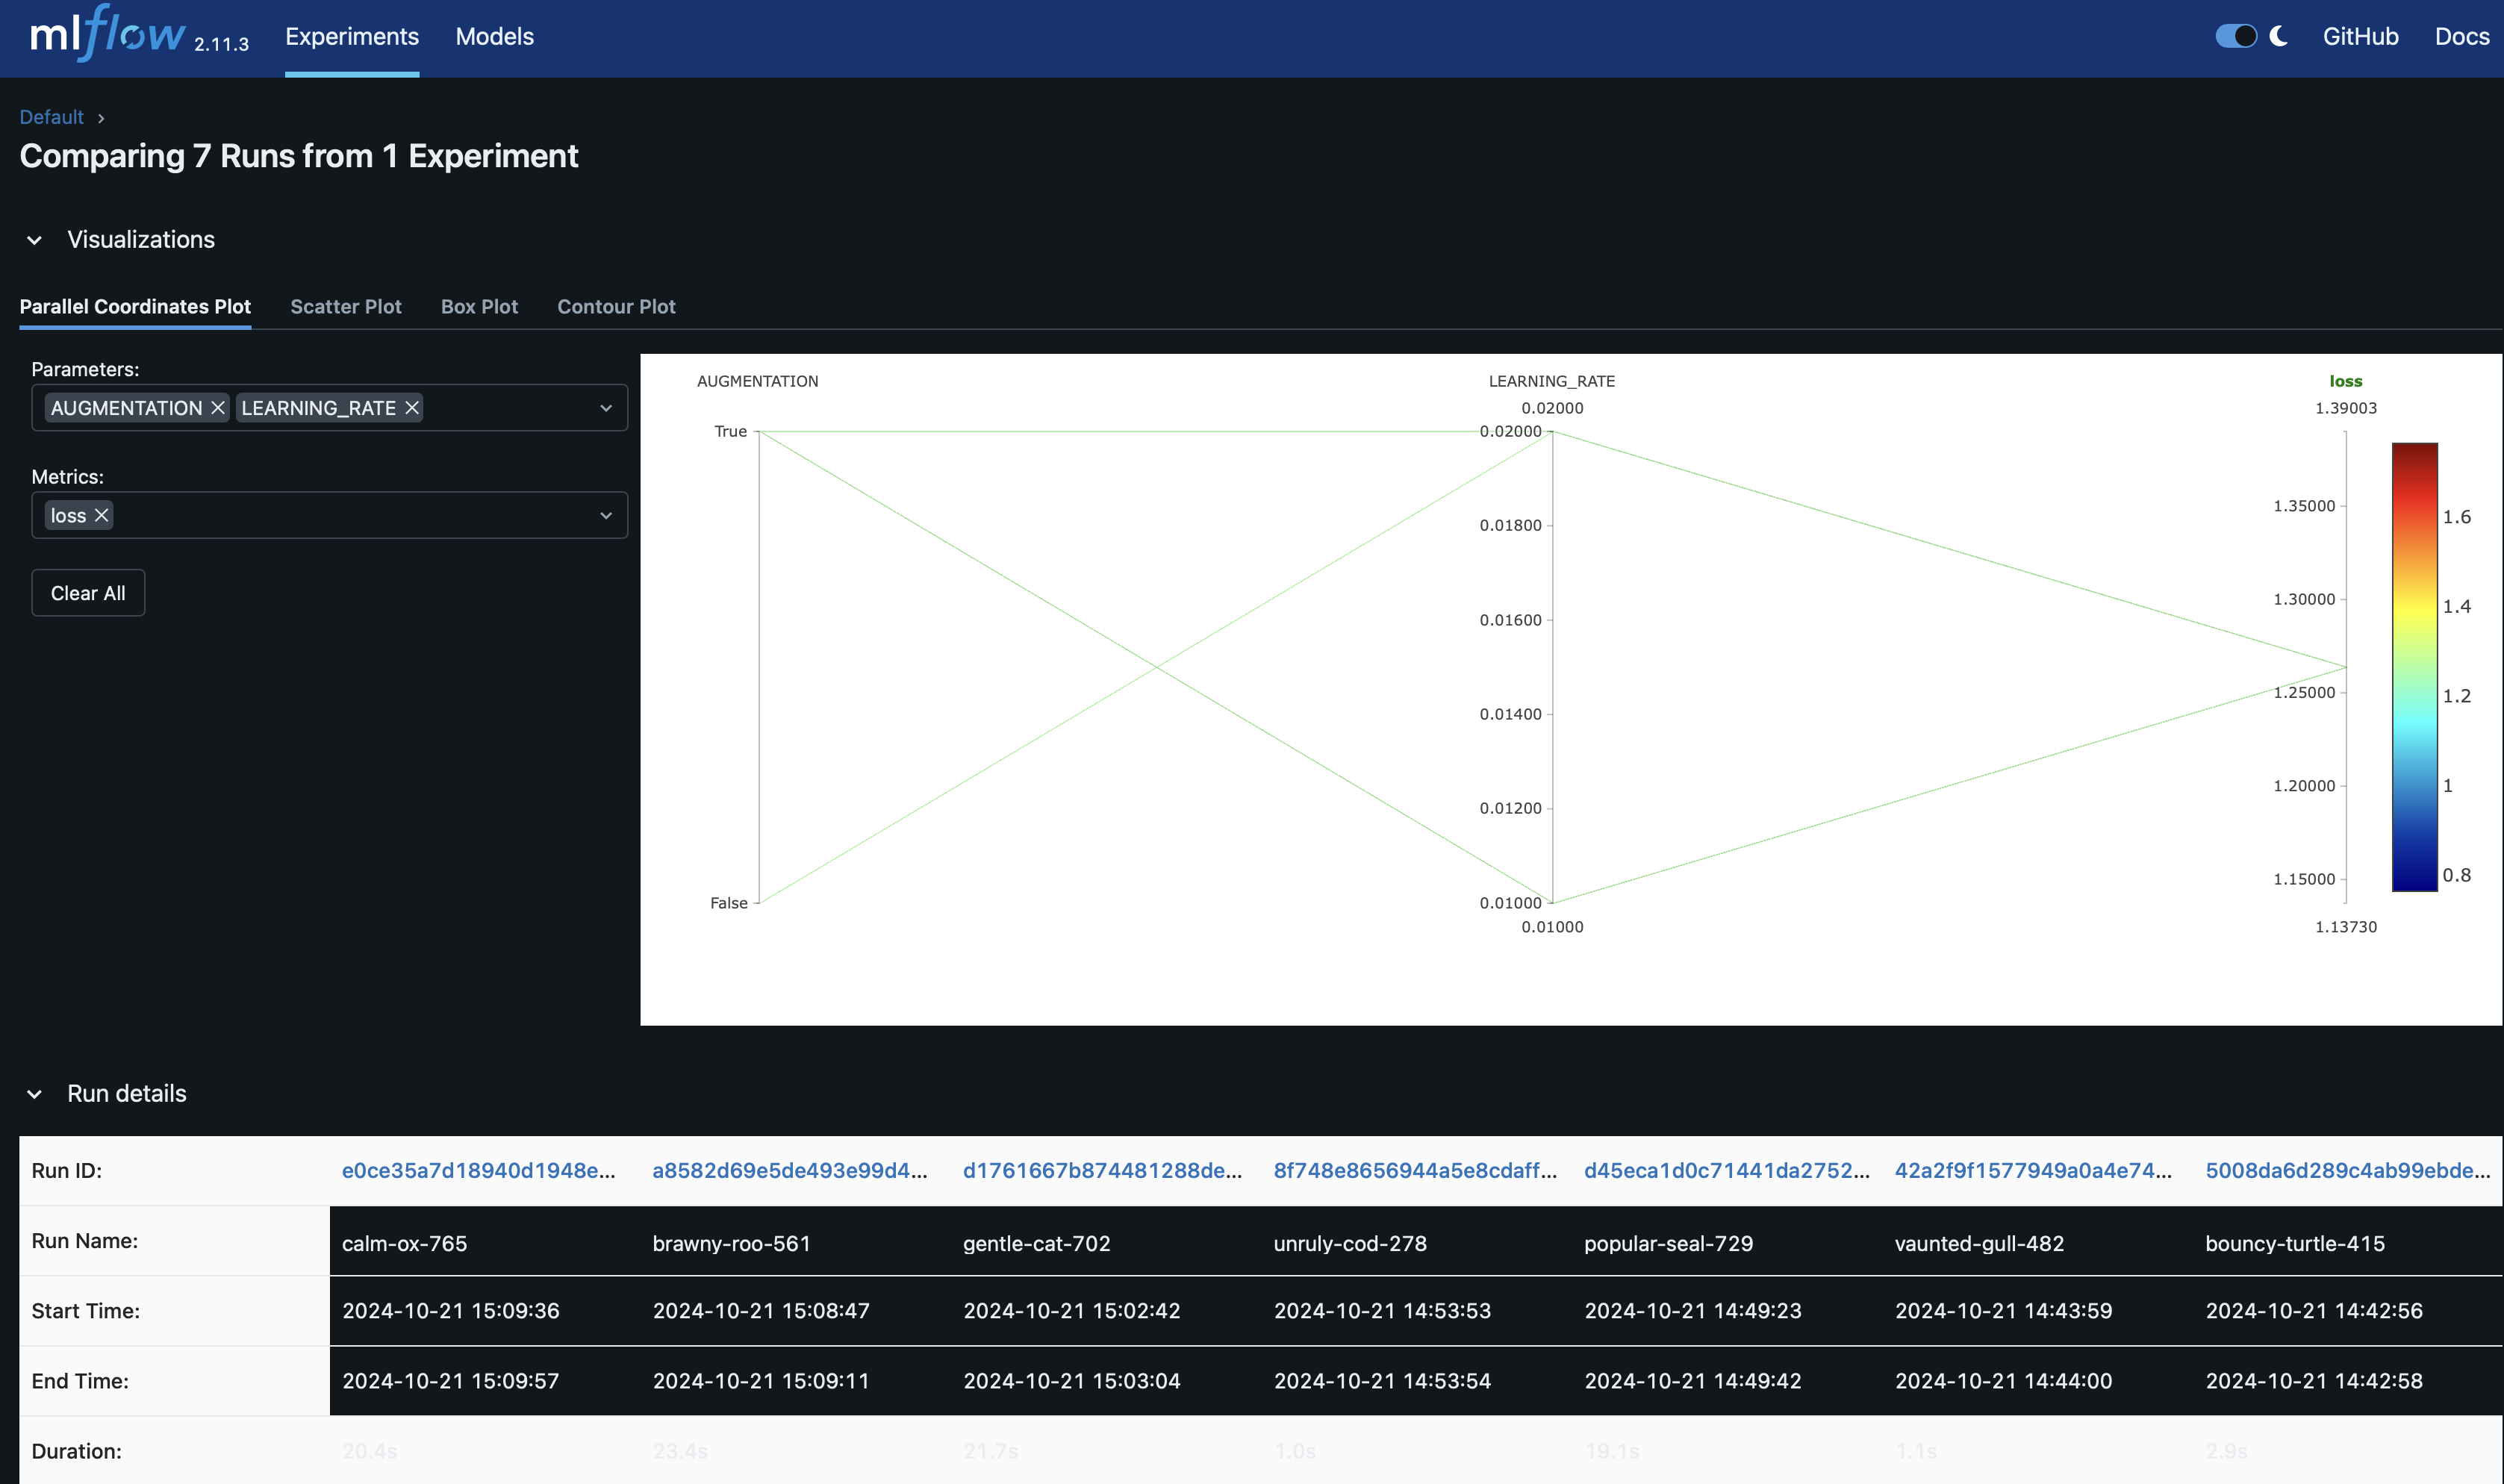 mlflow 2.11.3 Experiments Models GitHub Docs
Default ›
Comparing 7 Runs from 1 Experiment
Visualizations
Parallel Coordinates Plot Scatter Plot Box Plot Contour Plot
Parameters:
AUGMENTATION LEARNING_RATE
Metrics:
loss
Clear All
AUGMENTATION LEARNING_RATE loss
0.02000 1.39003
True 0.02000
1.35000 1.6
0.01800
1.30000 1.4
0.01600
1.25000 1.2
0.01400
1.20000 1
0.01200
1.15000 0.8
False 0.01000
0.01000 1.13730
Run details
Run ID: e0ce35a7d18940d1948e... a8582d69e5de493e99d4... d1761667b874481288de... 8f748e8656944a5e8cdaff... d45eca1d0c71441da2752... 42a2f9f1577949a0a4e74... 5008da6d289c4ab99ebde...
Run Name: calm-ox-765 brawny-roo-561 gentle-cat-702 unruly-cod-278 popular-seal-729 vaunted-gull-482 bouncy-turtle-415
Start Time: 2024-10-21 15:09:36 2024-10-21 15:08:47 2024-10-21 15:02:42 2024-10-21 14:53:53 2024-10-21 14:49:23 2024-10-21 14:43:59 2024-10-21 14:42:56
End Time: 2024-10-21 15:09:57 2024-10-21 15:09:11 2024-10-21 15:03:04 2024-10-21 14:53:54 2024-10-21 14:49:42 2024-10-21 14:44:00 2024-10-21 14:42:58
Duration: 20.4s 23.4s 21.7s 1.0s 19.1s 1.1s 2.9s